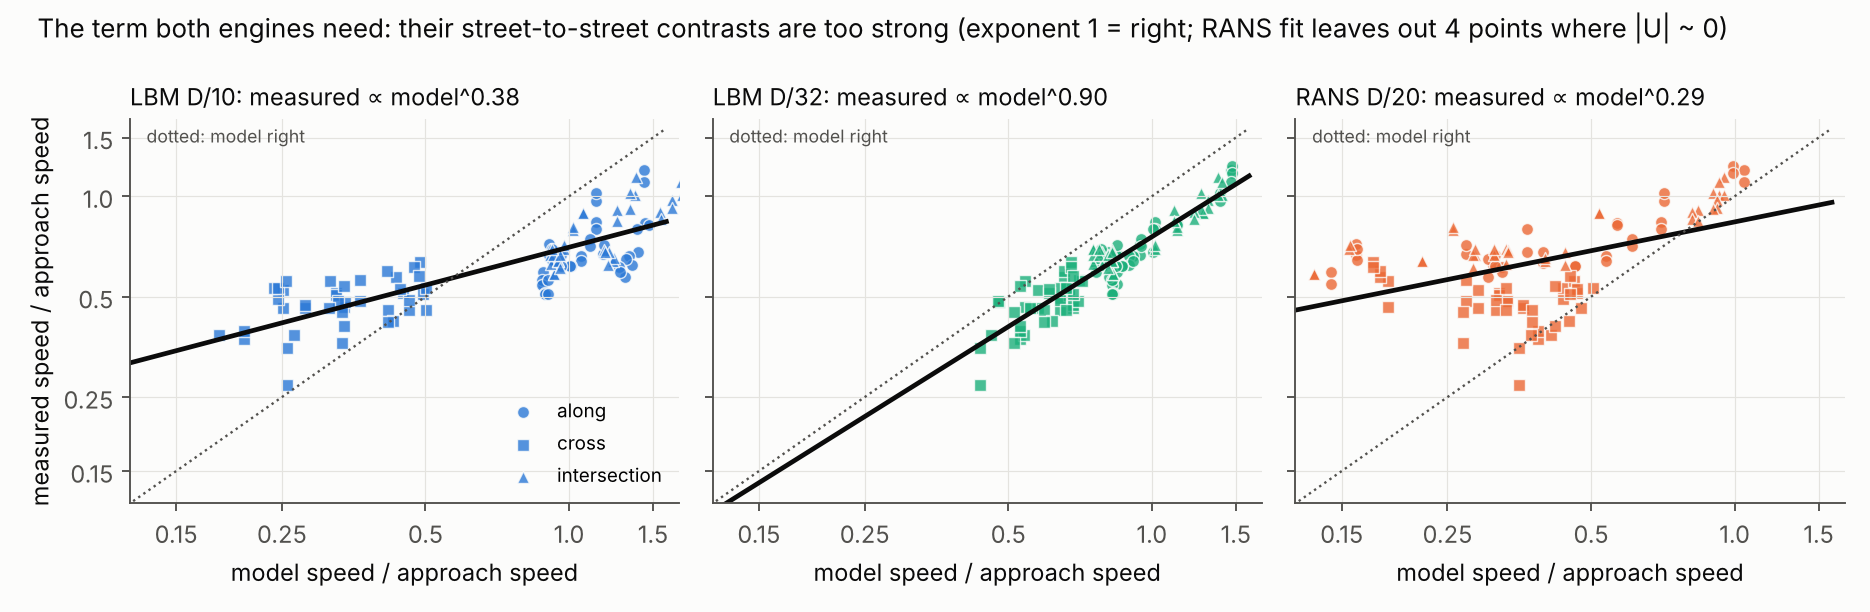 The term both engines need: their street-to-street contrasts are too strong (exponent 1 = right; RANS fit leaves out 4 points where |U| ~ 0)
LBM D/10: measured ∝ model^0.38
LBM D/32: measured ∝ model^0.90
RANS D/20: measured ∝ model^0.29
measured speed / approach speed
1.5
1.0
0.5
0.25
0.15
dotted: model right
along
cross
intersection
0.15 0.25 0.5 1.0 1.5
model speed / approach speed
dotted: model right
0.15 0.25 0.5 1.0 1.5
model speed / approach speed
dotted: model right
0.15 0.25 0.5 1.0 1.5
model speed / approach speed